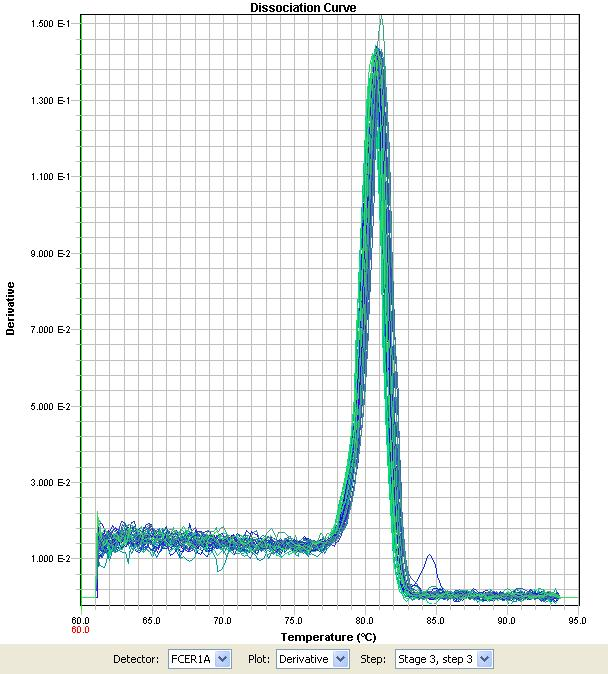 Dissociation Curve
1.500 E-1
1.300 E-1
1.100 E-1
9.000 E-2
7.000 E-2
5.000 E-2
3.000 E-2
1.000 E-2
Derivative
60.0 65.0 70.0 75.0 80.0 85.0 90.0 95.0
60.0
Temperature (°C)
Detector: FCER1A Plot: Derivative Step: Stage 3, step 3